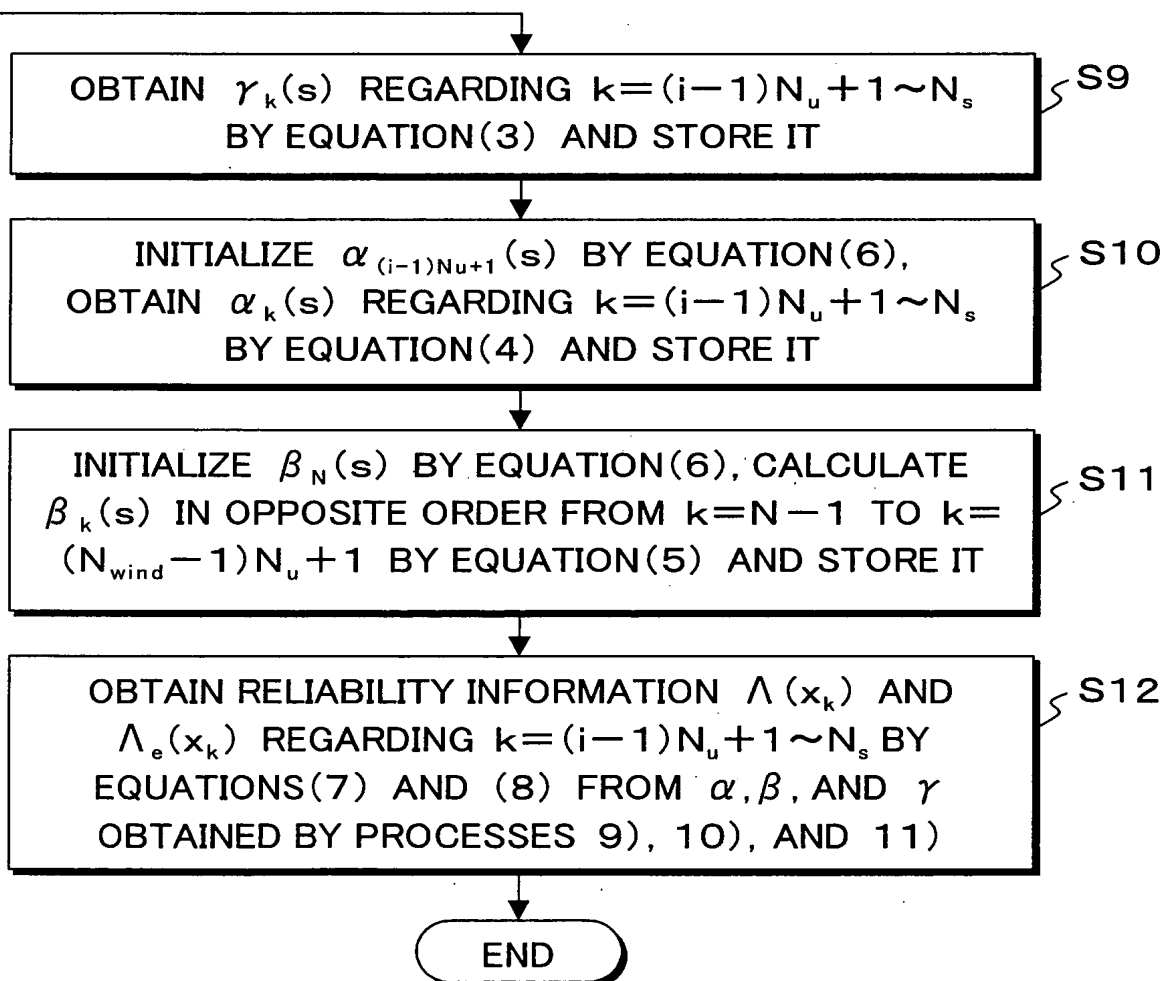 OBTAIN γₖ(s) REGARDING k=(i−1)Nᵤ+1~Nₛ
BY EQUATION(3) AND STORE IT
S9
INITIALIZE α₍ᵢ₋₁₎Nu+1(s) BY EQUATION(6),
OBTAIN αₖ(s) REGARDING k=(i−1)Nᵤ+1~Nₛ
BY EQUATION(4) AND STORE IT
S10
INITIALIZE β_N(s) BY EQUATION(6), CALCULATE
βₖ(s) IN OPPOSITE ORDER FROM k=N−1 TO k=
(N_wind−1)Nᵤ+1 BY EQUATION(5) AND STORE IT
S11
OBTAIN RELIABILITY INFORMATION Λ(xₖ) AND
Λₑ(xₖ) REGARDING k=(i−1)Nᵤ+1~Nₛ BY
EQUATIONS(7) AND (8) FROM α,β, AND γ
OBTAINED BY PROCESSES 9), 10), AND 11)
S12
END